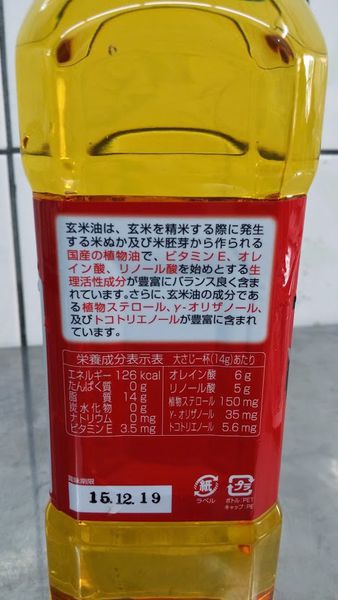 玄米油は、玄米を精米する際に発生
する米ぬか及び米胚芽から作られる
国産の植物油で、ビタミンE、オレ
イン酸、リノール酸を始めとする生
理活性成分が豊富にバランス良く含ま
れています。さらに、玄米油の成分であ
る植物ステロール、γ-オリザノール、
及びトコトリエノールが豊富に含まれ
ています。
栄養成分表示表 大さじ一杯(14g)あたり
エネルギー 126 kcal オレイン酸 6 g
たんぱく質 0 g リノール酸 5 g
脂質 14 g 植物ステロール 150 mg
炭水化物 0 g γ-オリザノール 35 mg
ナトリウム 0 mg トコトリエノール 5.6 mg
ビタミンE 3.5 mg
賞味期限
15.12.19
紙
ラベル
プラ
ボトル:PET
キャップ:PE